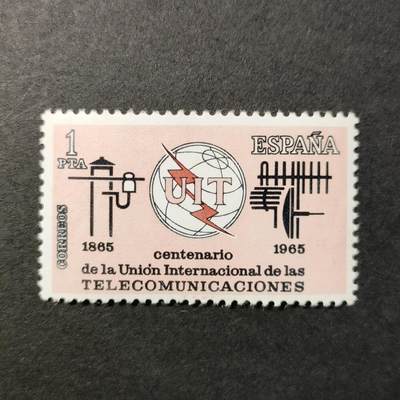 1
PTA
ESPAÑA
CORREOS
UIT
1865
1965
centenario
de la Unión Internacional de las
TELECOMUNICACIONES